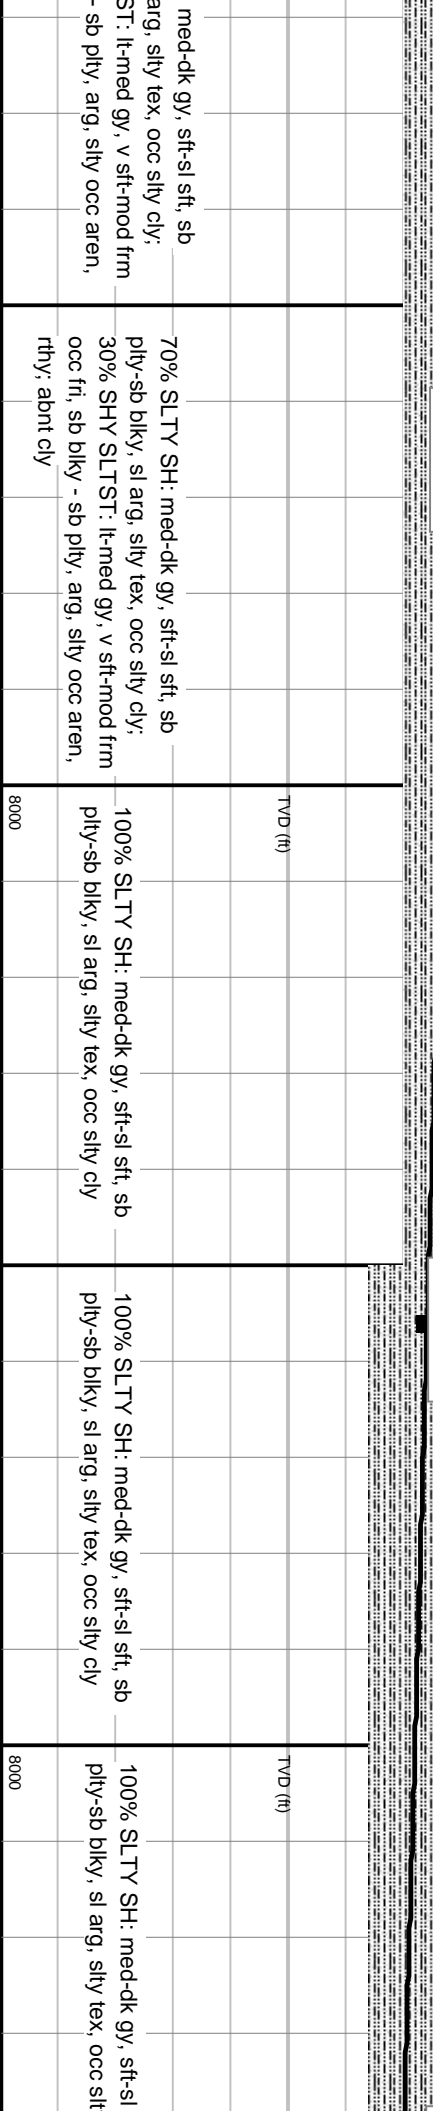 med-dk gy, sft-sl sft, sb
arg, slty tex, occ slty cly;
ST: lt-med gy, v sft-mod frm
- sb plty, arg, slty occ aren,
70% SLTY SH: med-dk gy, sft-sl sft, sb
plty-sb blky, sl arg, slty tex, occ slty cly;
30% SHY SLTST: lt-med gy, v sft-mod frm
occ fri, sb blky - sb plty, arg, slty occ aren,
rthy; abnt cly
TVD (ft)
100% SLTY SH: med-dk gy, sft-sl sft, sb
plty-sb blky, sl arg, slty tex, occ slty cly
8000
100% SLTY SH: med-dk gy, sft-sl sft, sb
plty-sb blky, sl arg, slty tex, occ slty cly
TVD (ft)
100% SLTY SH: med-dk gy, sft-sl
plty-sb blky, sl arg, slty tex, occ slt
8000